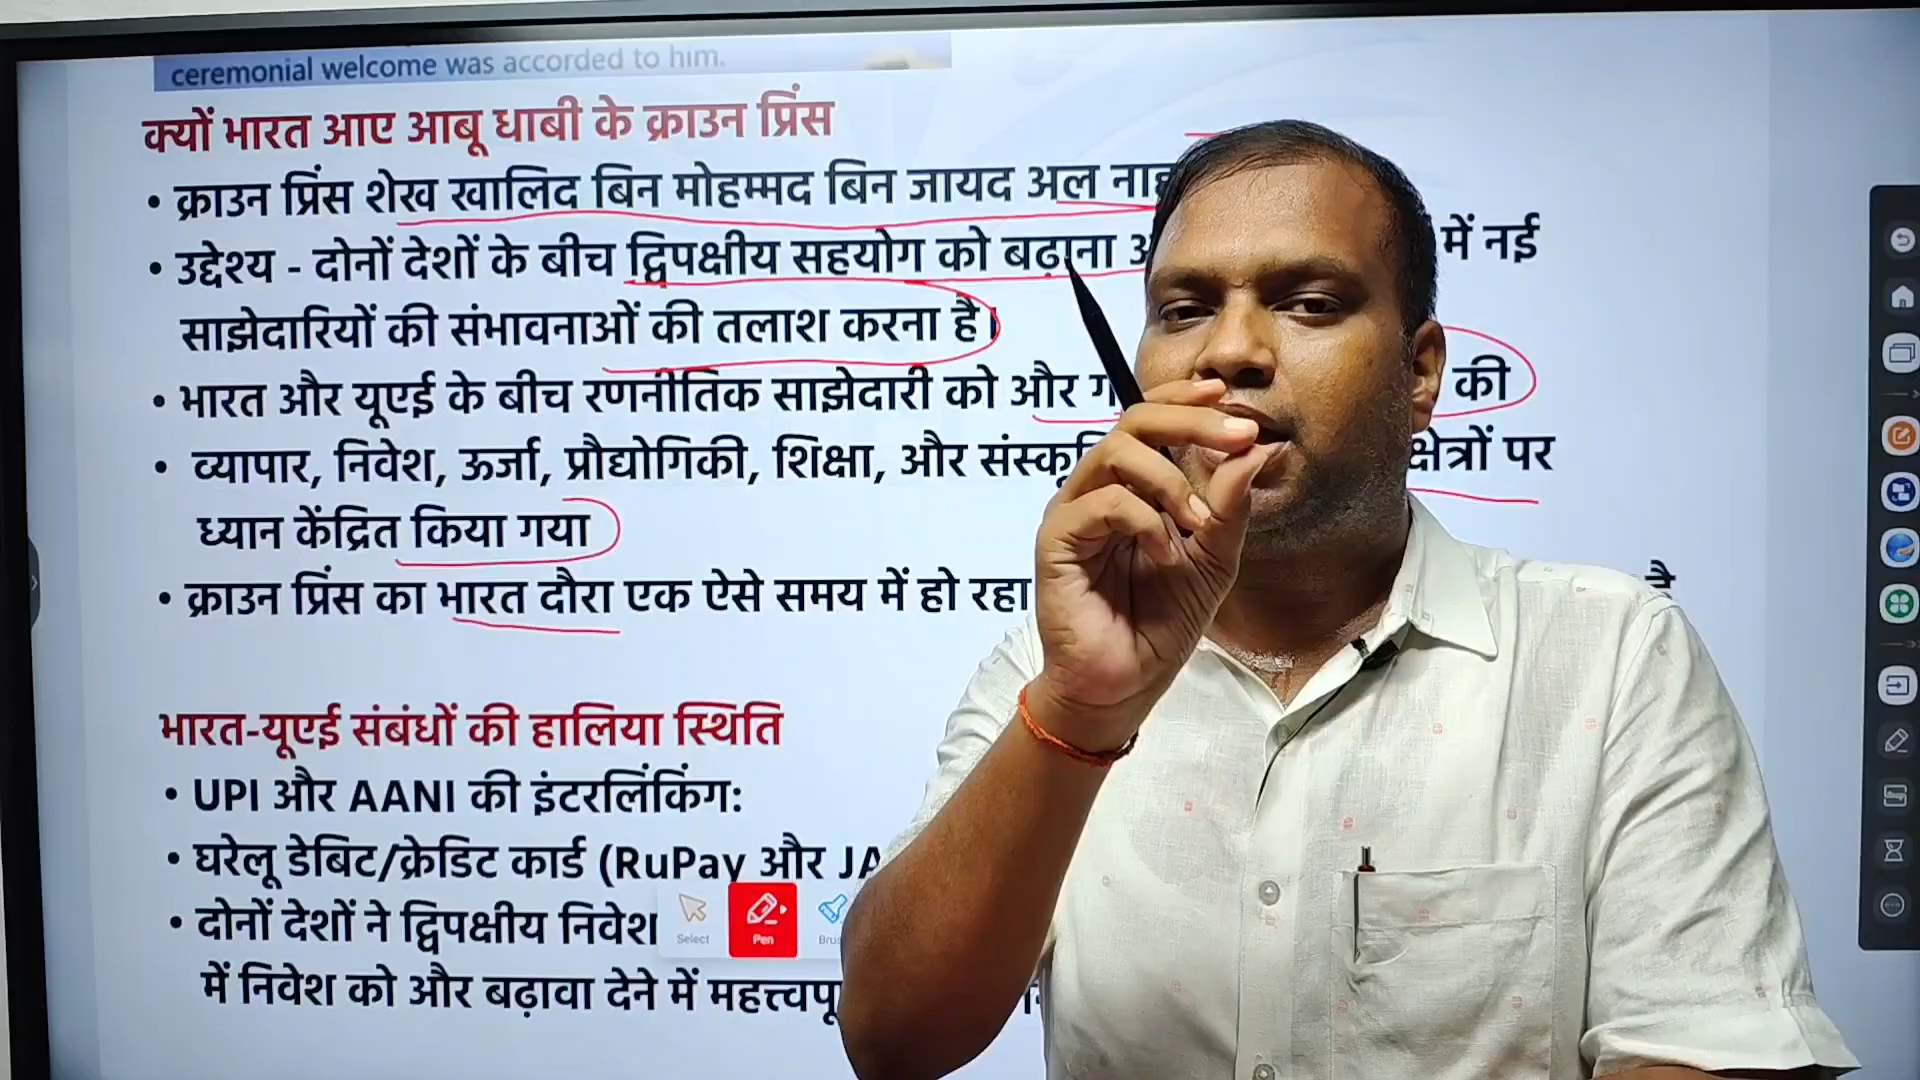 ceremonial welcome was accorded to him.
क्यों भारत आए आबू धाबी के क्राउन प्रिंस
• क्राउन प्रिंस शेख खालिद बिन मोहम्मद बिन जायद अल
• उद्देश्य - दोनों देशों के बीच द्विपक्षीय सहयोग को बढ़ाना में नई
साझेदारियों की संभावनाओं की तलाश करना है।
• भारत और यूएई के बीच रणनीतिक साझेदारी को और की
• व्यापार, निवेश, ऊर्जा, प्रौद्योगिकी, शिक्षा, और क्षेत्रों पर
ध्यान केंद्रित किया गया
• क्राउन प्रिंस का भारत दौरा एक ऐसे समय में हो रहा है
भारत-यूएई संबंधों की हालिया स्थिति
• UPI और AANI की इंटरलिंकिंग:
• घरेलू डेबिट/क्रेडिट कार्ड (RuPay और
• दोनों देशों ने द्विपक्षीय निवेश
में निवेश को और बढ़ावा देने में
Select
Pen